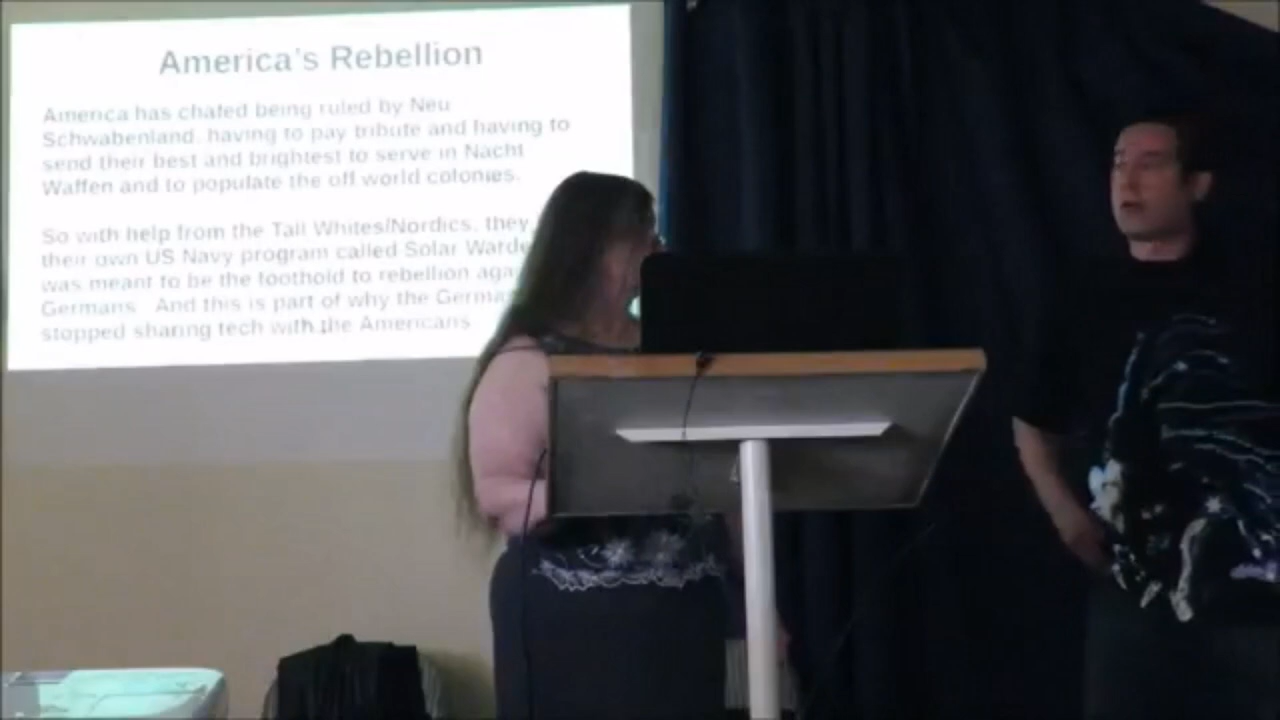 America's Rebellion
America has chafed being ruled by Neu
Schwabenland, having to pay tribute and having to
send their best and brightest to serve in Nacht
Waffen and to populate the off world colonies.
So with help from the Tall Whites/Nordics, they
their own US Navy program called Solar Warde
was meant to be the foothold to rebellion aga
Germans. And this is part of why the Germa
stopped sharing tech with the Americans